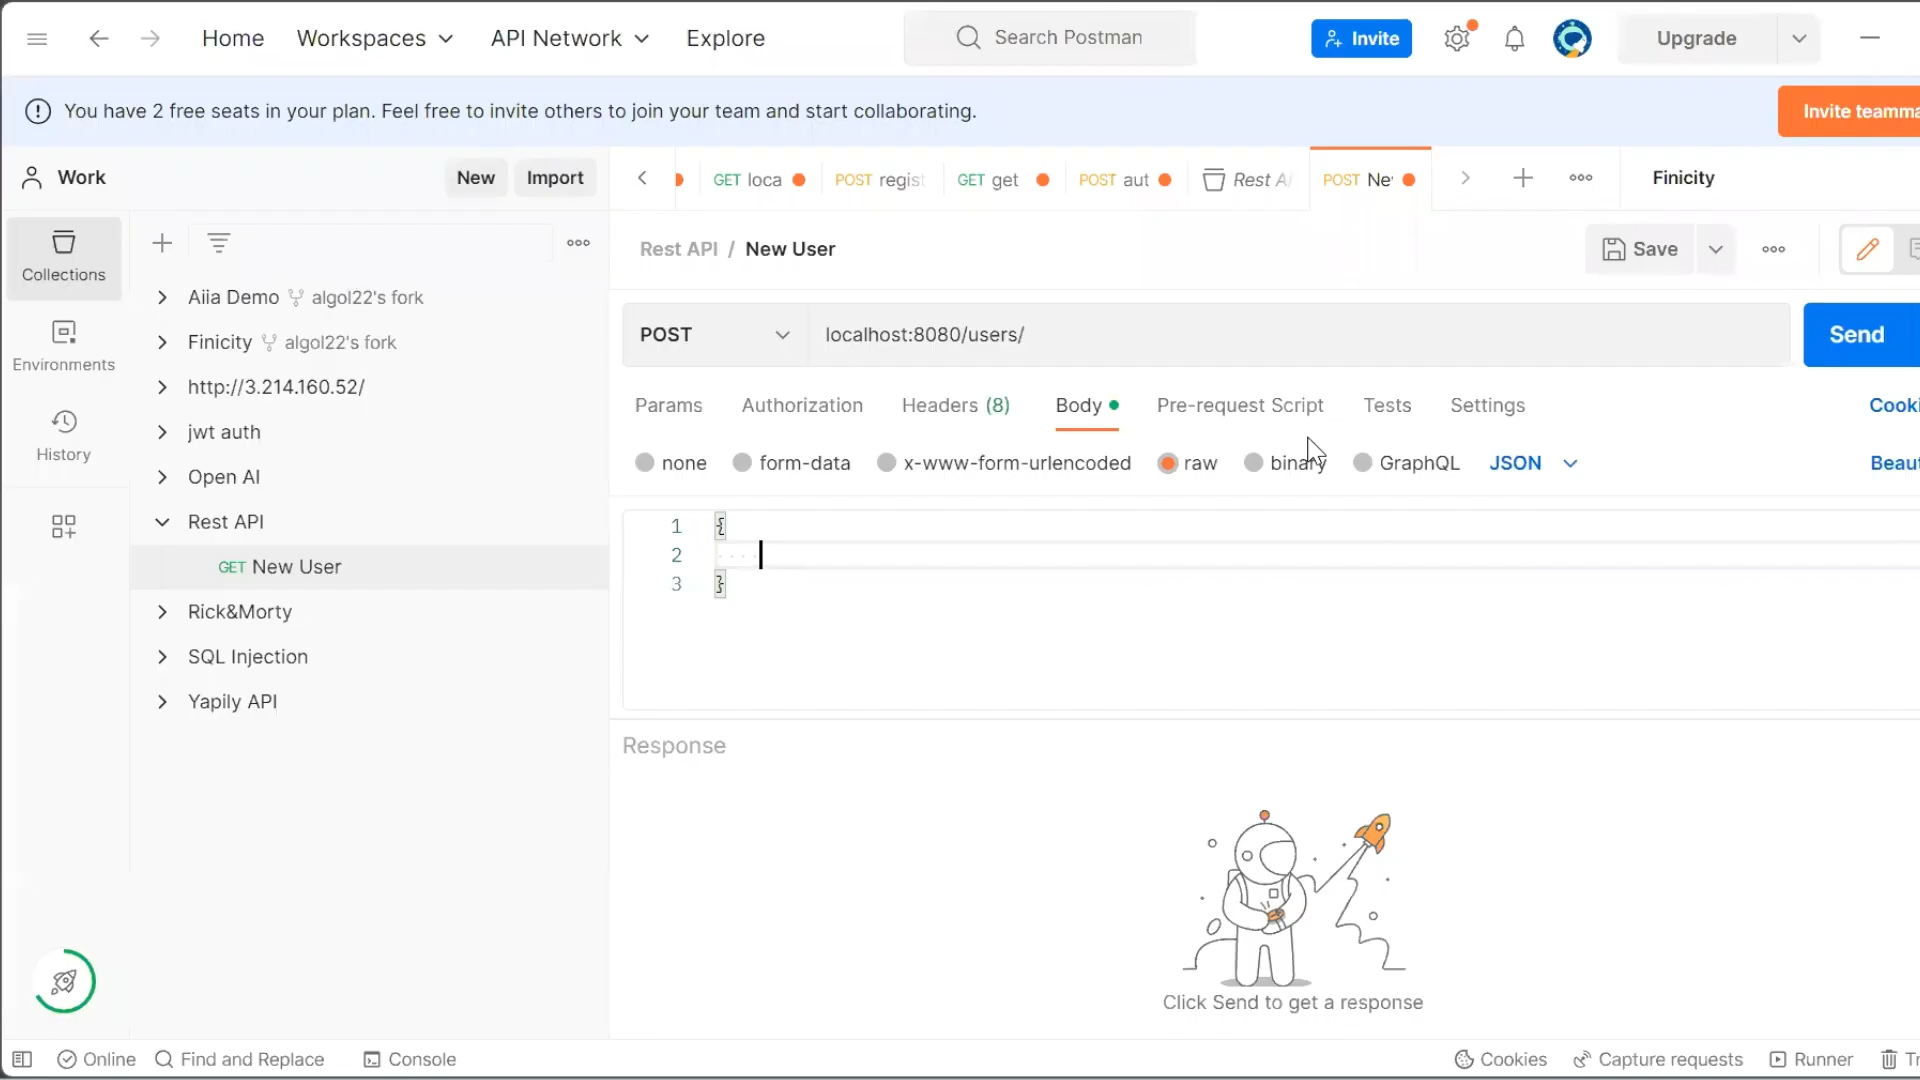 Home Workspaces API Network Explore Search Postman Invite Upgrade
You have 2 free seats in your plan. Feel free to invite others to join your team and start collaborating. Invite teamma
Work New Import GET loca POST regist GET get POST aut Rest A POST Ne Finicity
Collections
Environments
History
Aiia Demo algol22's fork
Finicity algol22's fork
http://3.214.160.52/
jwt auth
Open AI
Rest API
GET New User
Rick&Morty
SQL Injection
Yapily API
Rest API / New User Save
POST localhost:8080/users/ Send
Params Authorization Headers (8) Body Pre-request Script Tests Settings Cooki
none form-data x-www-form-urlencoded raw binary GraphQL JSON Beaut
1 {
2
3 }
Response
Click Send to get a response
Online Find and Replace Console Cookies Capture requests Runner Tr